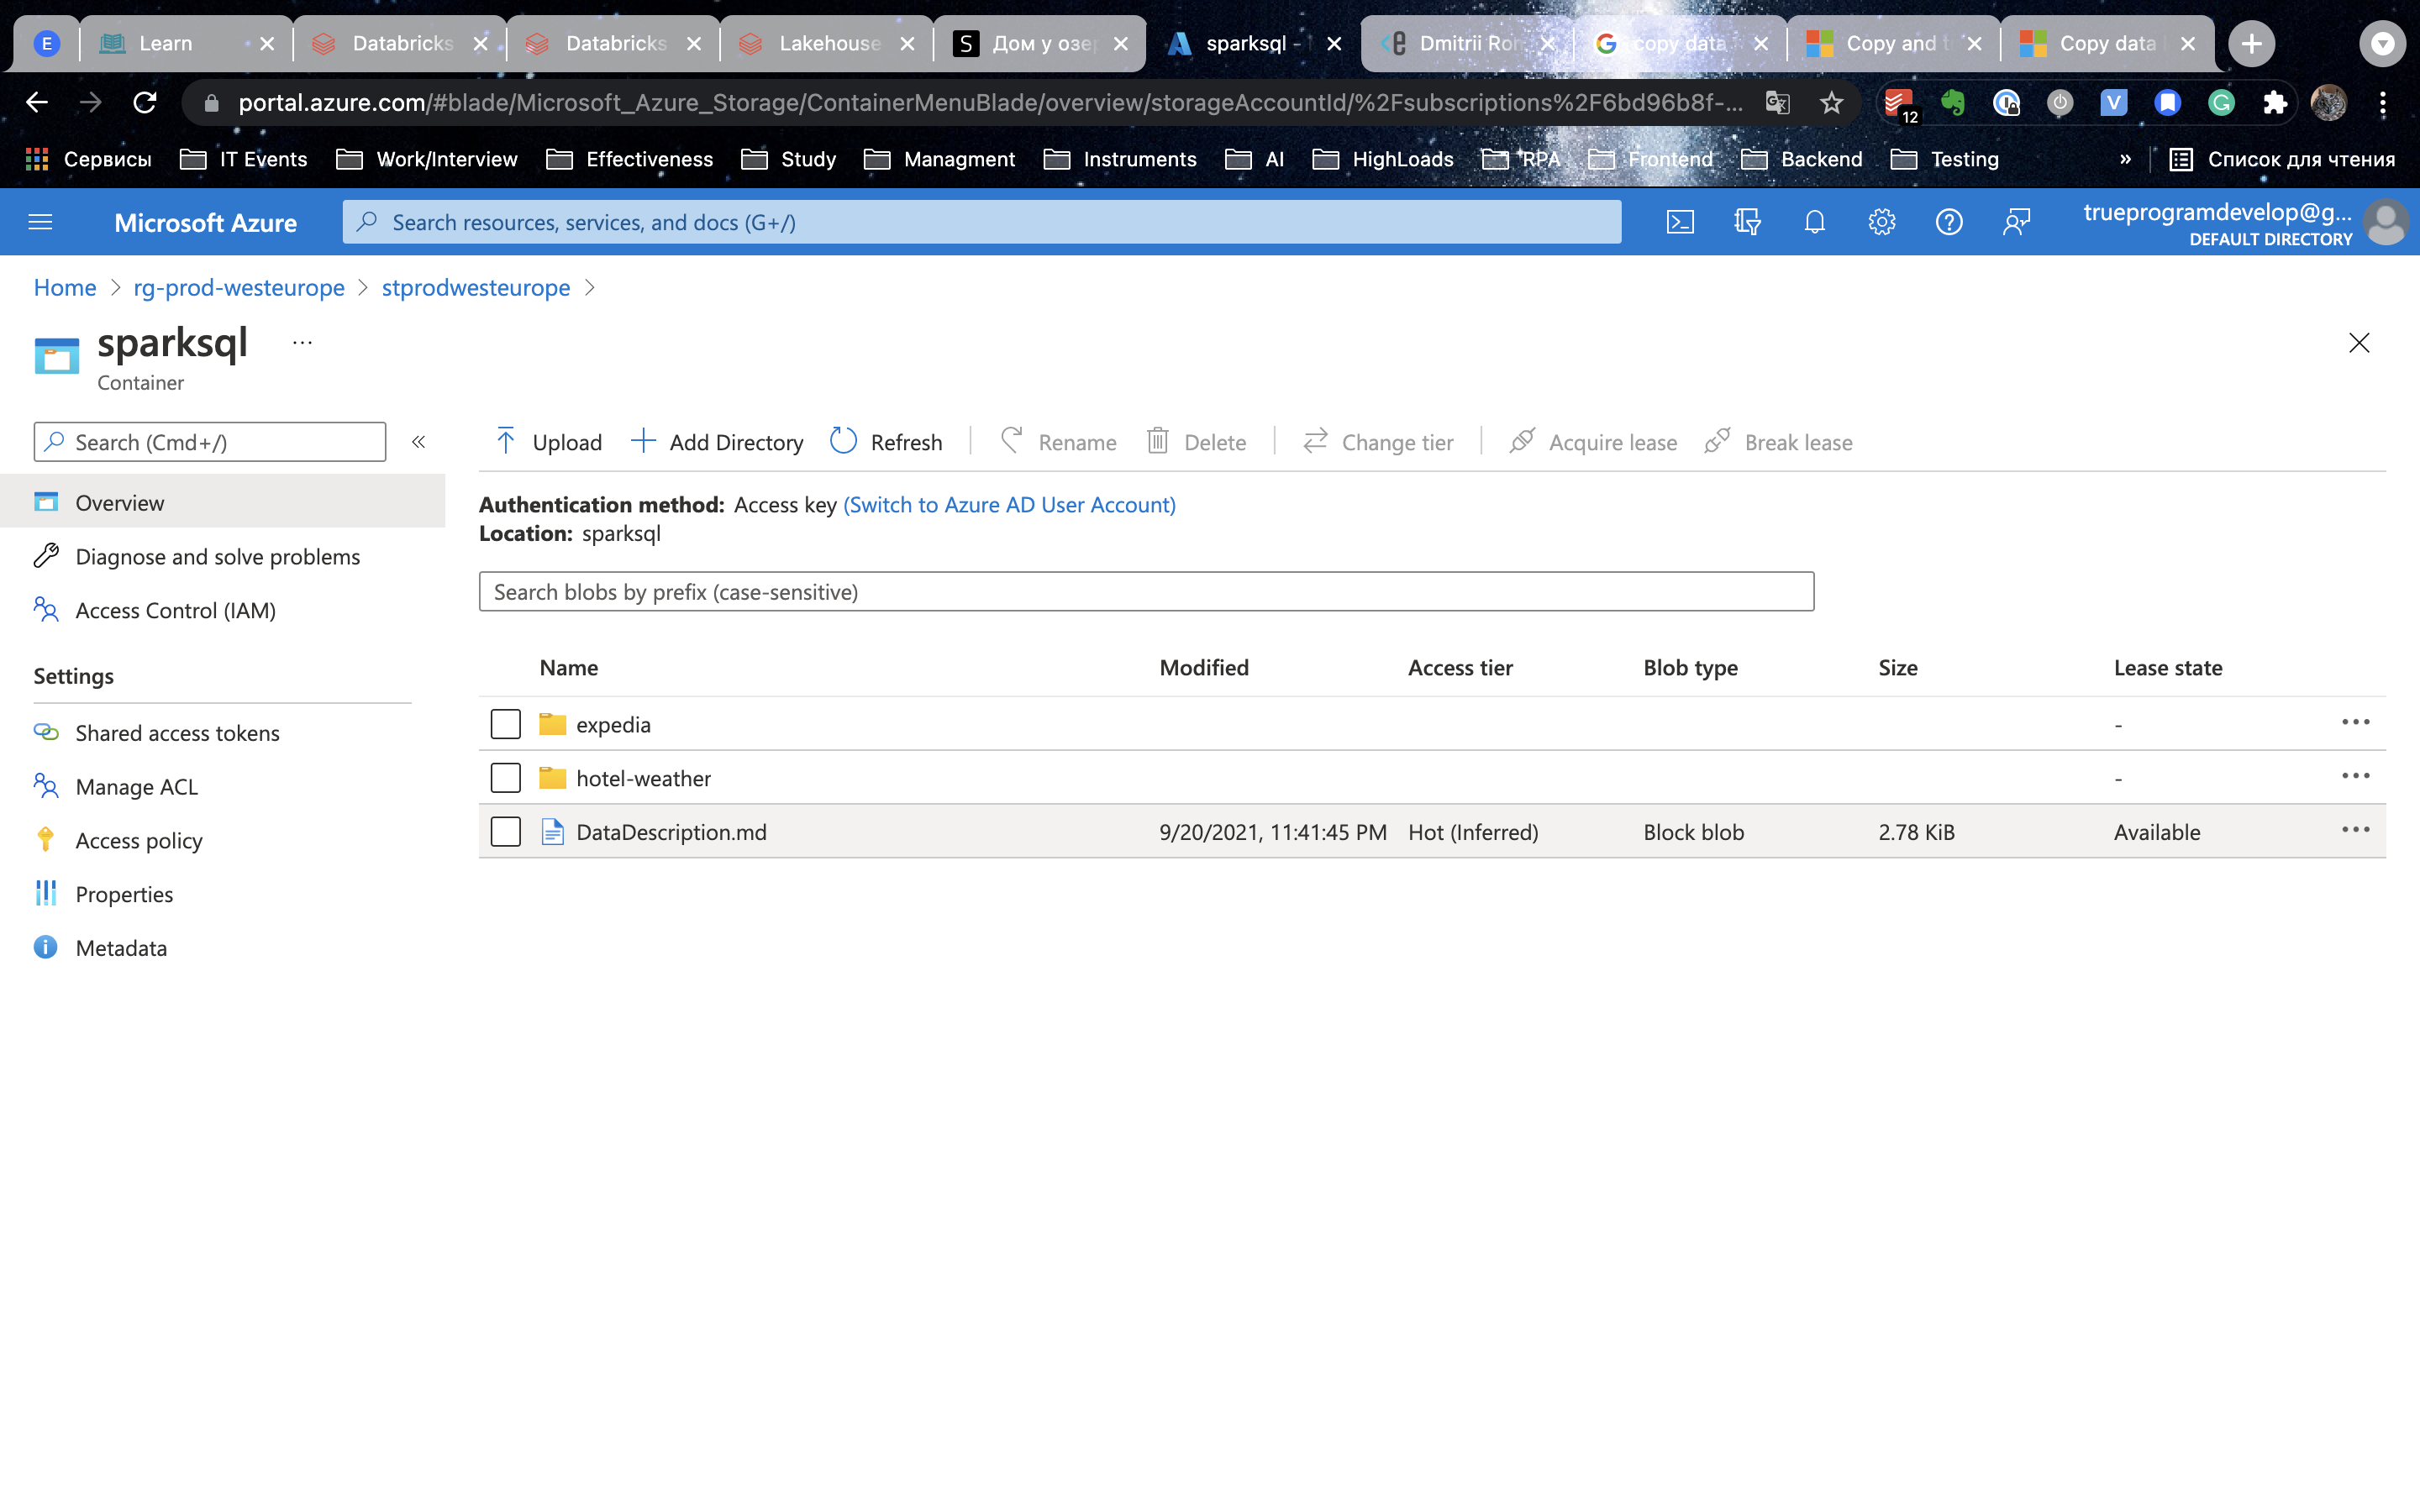 E Learn Databricks Databricks Lakehouse S Дом у озер sparksql - Dmitrii Ron copy data Copy and t Copy data
portal.azure.com/#blade/Microsoft_Azure_Storage/ContainerMenuBlade/overview/storageAccountId/%2Fsubscriptions%2F6bd96b8f-... 12 V G
Сервисы IT Events Work/Interview Effectiveness Study Managment Instruments AI HighLoads RPA Frontend Backend Testing » Список для чтения
Microsoft Azure Search resources, services, and docs (G+/) trueprogramdevelop@g...
DEFAULT DIRECTORY
Home > rg-prod-westeurope > stprodwesteurope >
sparksql ...
Container
Search (Cmd+/) «
Upload Add Directory Refresh Rename Delete Change tier Acquire lease Break lease
Overview
Diagnose and solve problems
Access Control (IAM)
Settings
Shared access tokens
Manage ACL
Access policy
Properties
Metadata
Authentication method: Access key (Switch to Azure AD User Account)
Location: sparksql
Search blobs by prefix (case-sensitive)
Name Modified Access tier Blob type Size Lease state
expedia - ...
hotel-weather - ...
DataDescription.md 9/20/2021, 11:41:45 PM Hot (Inferred) Block blob 2.78 KiB Available ...